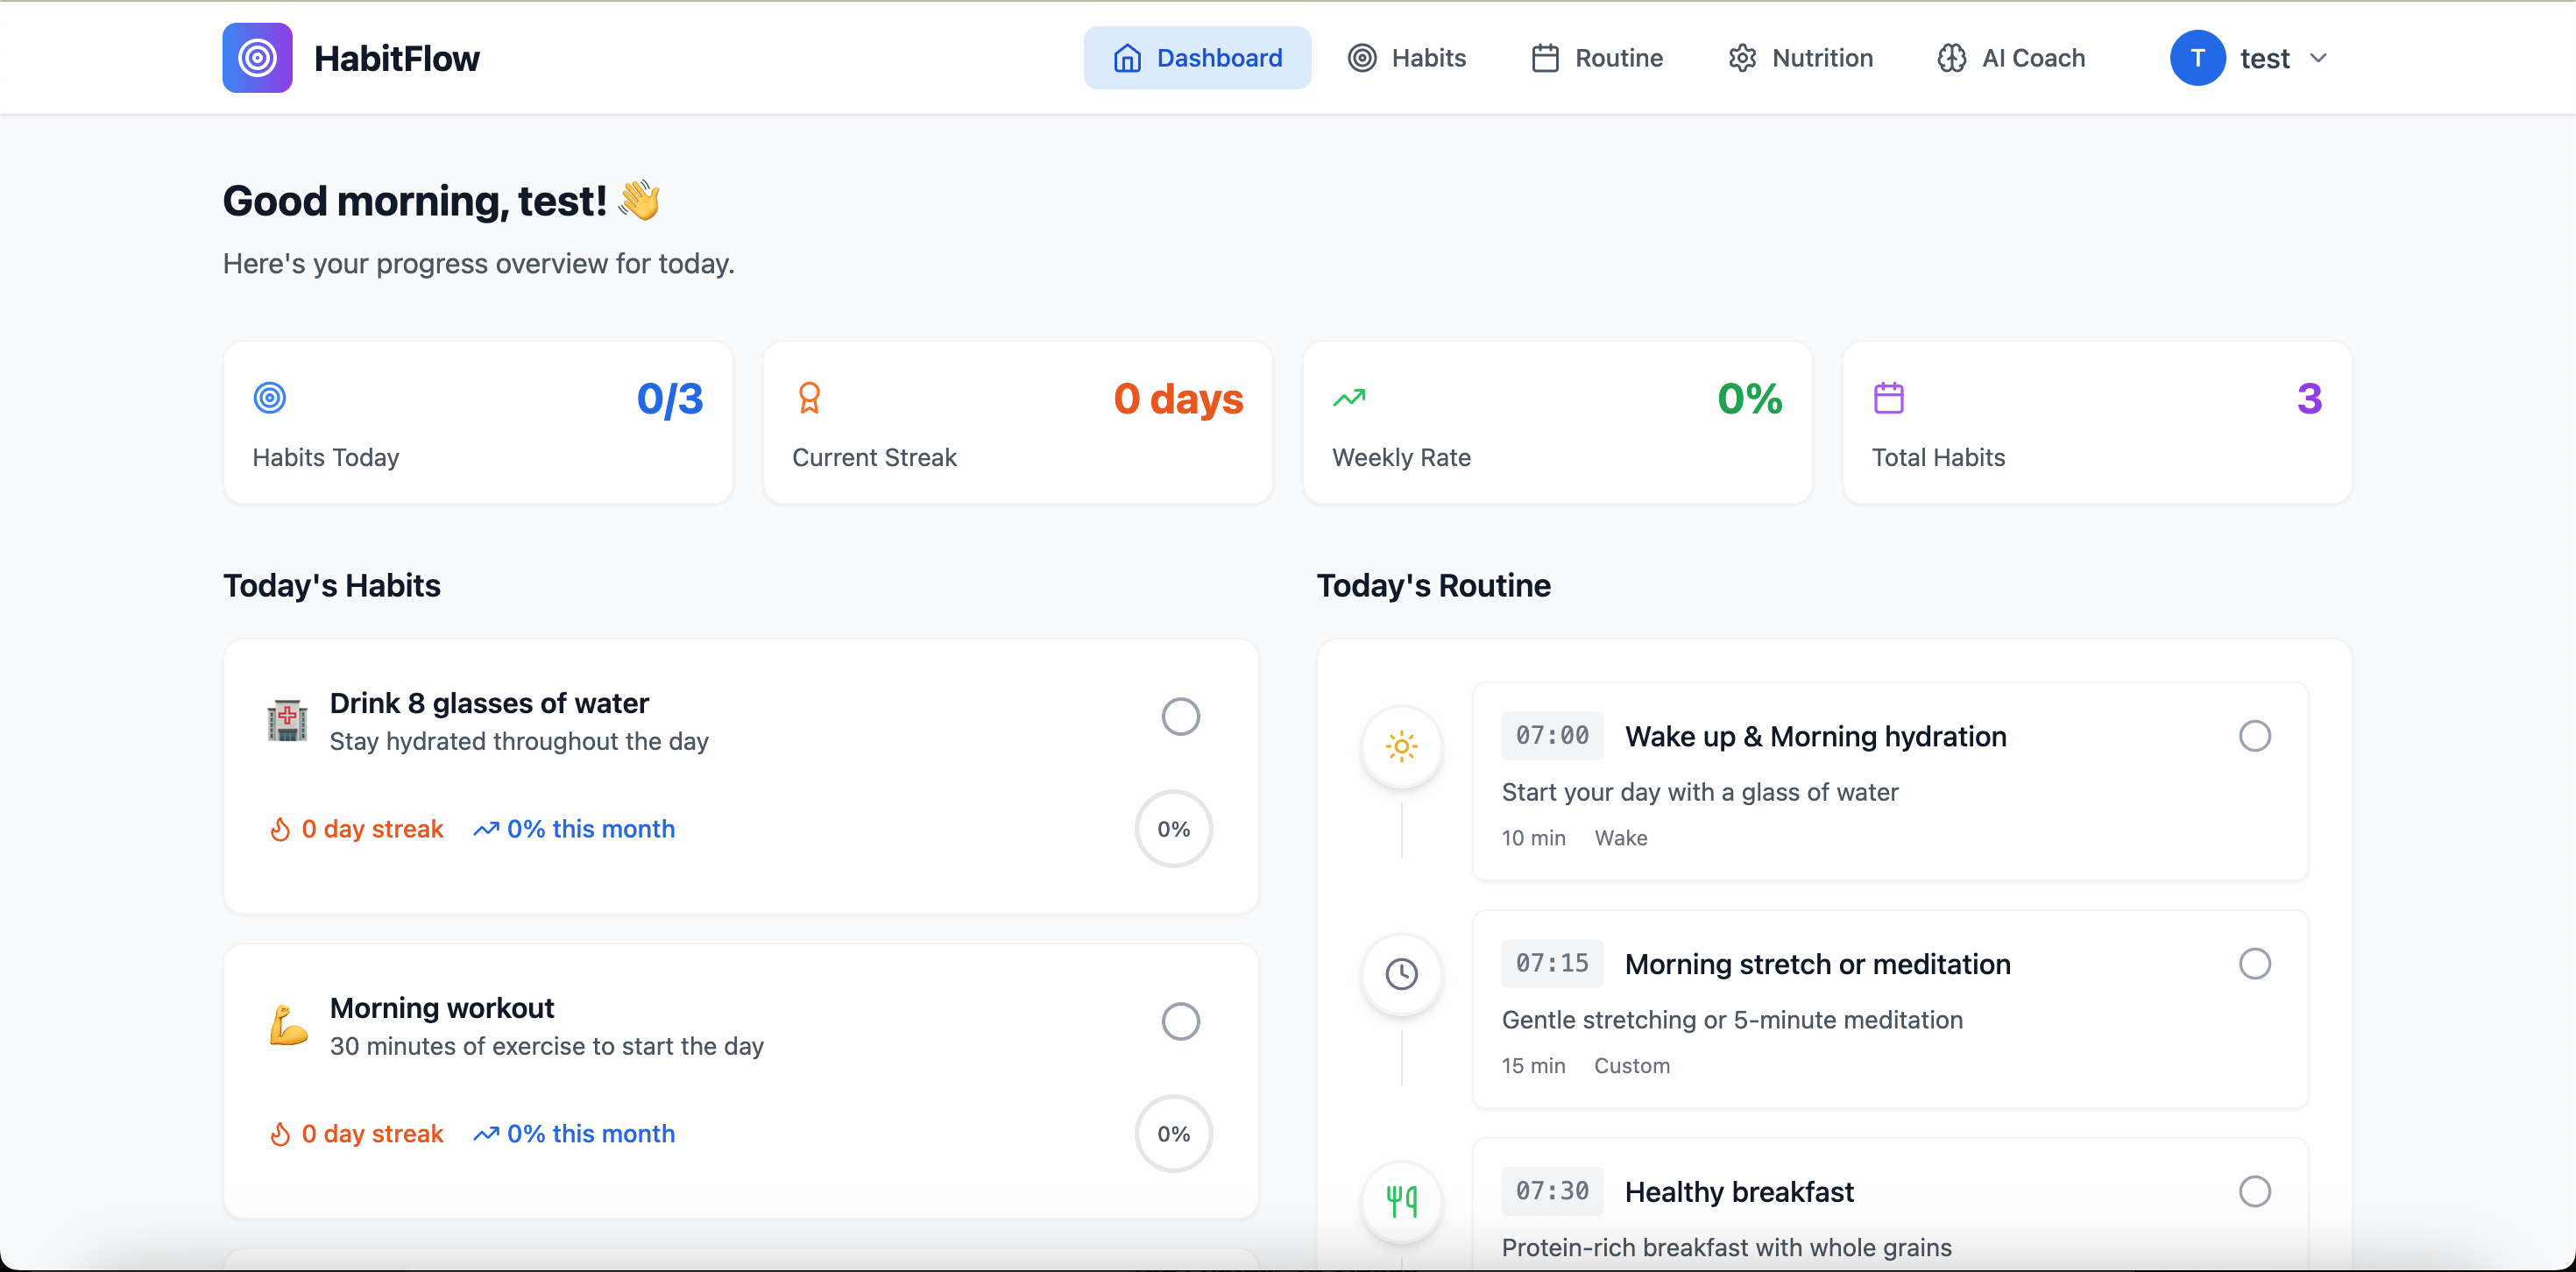 HabitFlow
Dashboard
Habits
Routine
Nutrition
AI Coach
T
test
Good morning, test! 👋
Here's your progress overview for today.
0/3
Habits Today
0 days
Current Streak
0%
Weekly Rate
3
Total Habits
Today's Habits
Drink 8 glasses of water
Stay hydrated throughout the day
0 day streak
0% this month
0%
Morning workout
30 minutes of exercise to start the day
0 day streak
0% this month
0%
Today's Routine
07:00 Wake up & Morning hydration
Start your day with a glass of water
10 min Wake
07:15 Morning stretch or meditation
Gentle stretching or 5-minute meditation
15 min Custom
07:30 Healthy breakfast
Protein-rich breakfast with whole grains